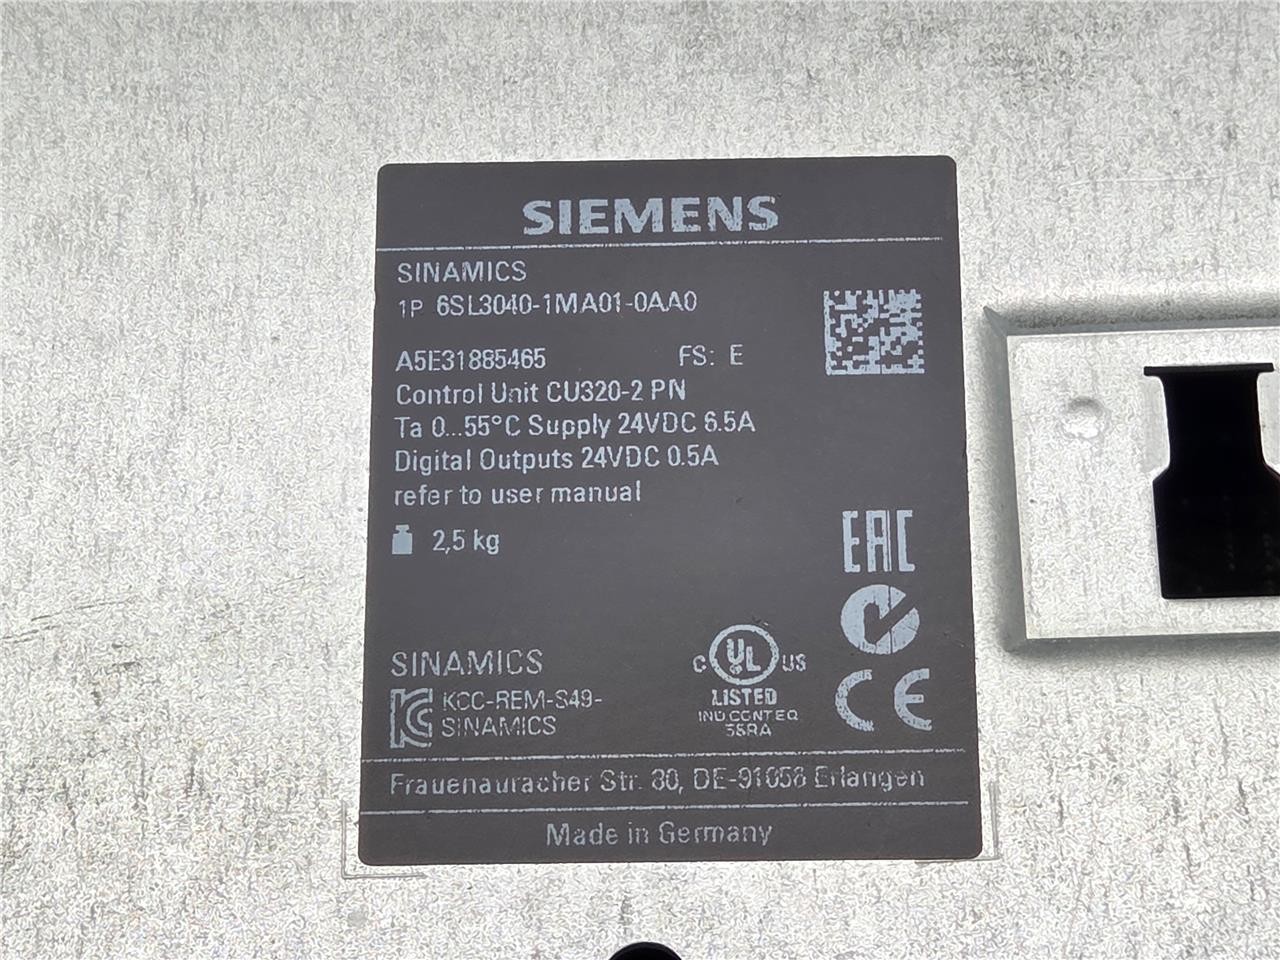 SIEMENS
SINAMICS
1P 6SL3040-1MA01-0AA0
A5E31885465 FS: E
Control Unit CU320-2 PN
Ta 0...55°C Supply 24VDC 6.5A
Digital Outputs 24VDC 0.5A
refer to user manual
2,5 kg
EAC
SINAMICS
C UL US
LISTED
IND CONT EQ
58RA
CE
KCC-REM-S49-
SINAMICS
Frauenauracher Str. 80, DE-91056 Erlangen
Made in Germany